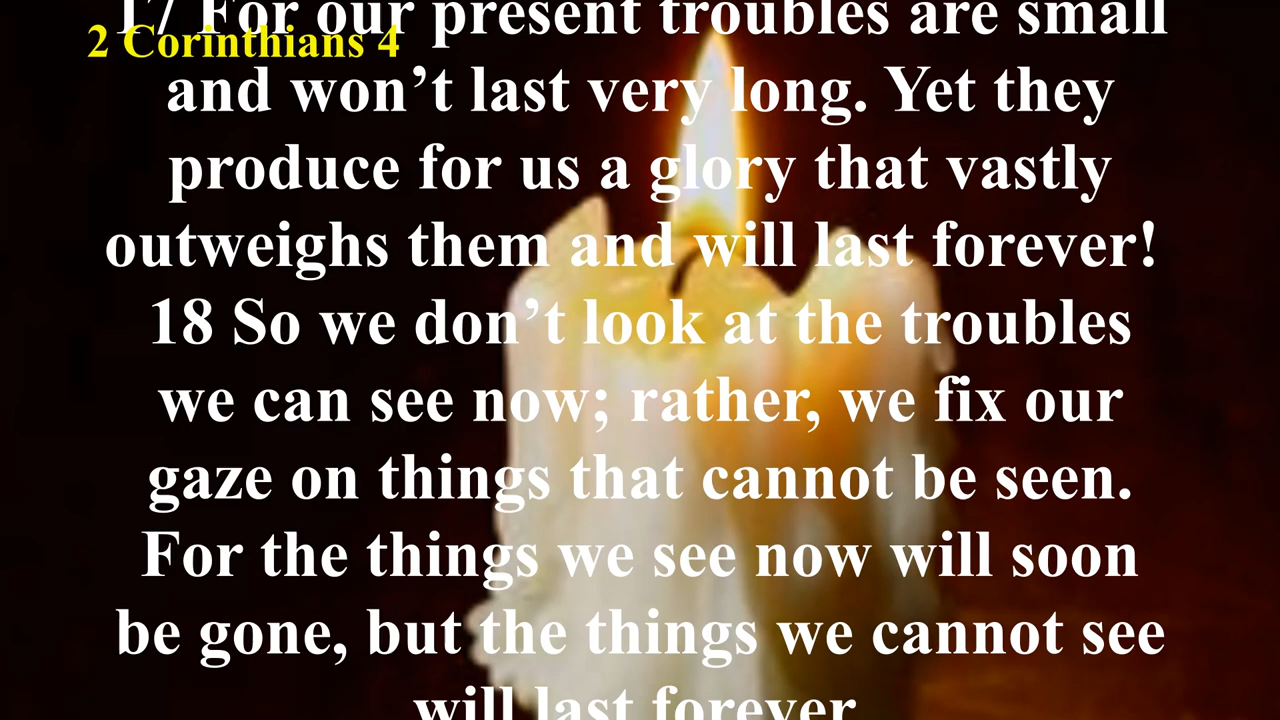 17 For our present troubles are small
2 Corinthians 4
and won’t last very long. Yet they
produce for us a glory that vastly
outweighs them and will last forever!
18 So we don’t look at the troubles
we can see now; rather, we fix our
gaze on things that cannot be seen.
For the things we see now will soon
be gone, but the things we cannot see
will last forever